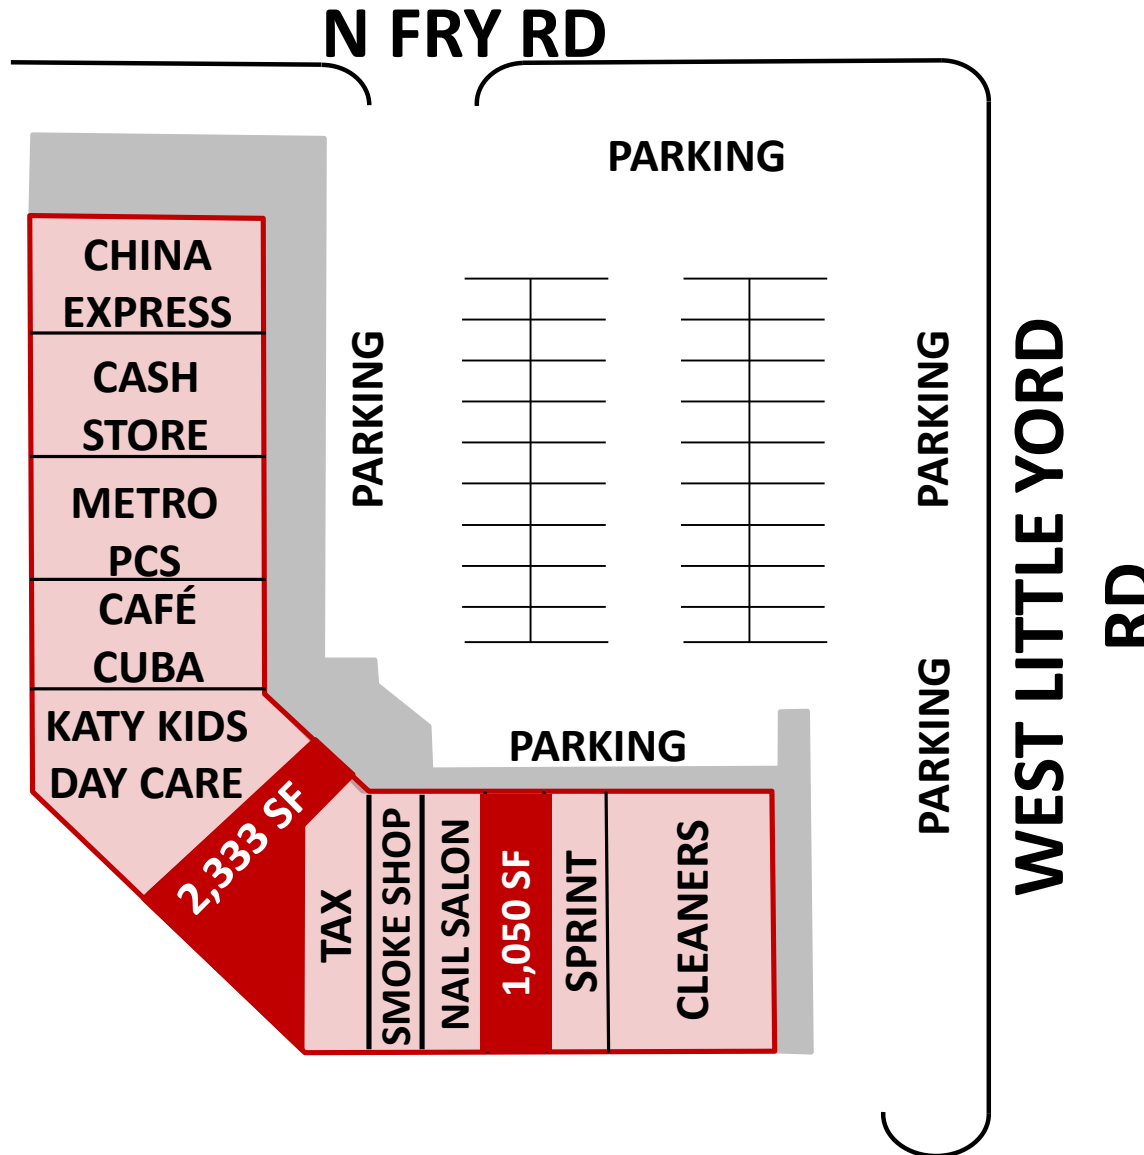 N FRY RD
PARKING
CHINA
EXPRESS
CASH
STORE
METRO
PCS
CAFÉ
CUBA
KATY KIDS
DAY CARE
2,333 SF
TAX
SMOKE SHOP
NAIL SALON
1,050 SF
SPRINT
CLEANERS
PARKING
PARKING
PARKING
PARKING
WEST LITTLE YORD
RD